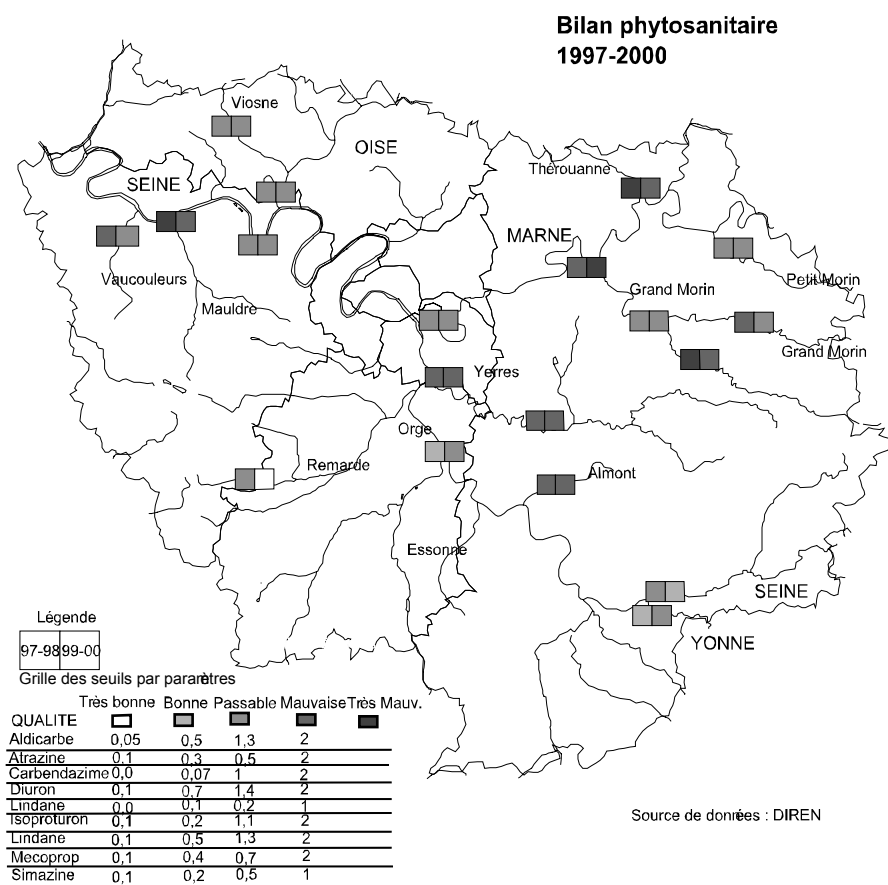 Bilan phytosanitaire
1997-2000
Viosne
OISE
Thérouanne
SEINE
MARNE
Vaucouleurs
Petit Morin
Grand Morin
Mauldre
Grand Morin
Yerres
Orge
Remarde
Almont
Essonne
SEINE
YONNE
Légende
97-98 99-00
Grille des seuils par paramètres
Très bonne Bonne Passable Mauvaise Très Mauv.
QUALITE
Aldicarbe 0,05 0,5 1,3 2
Atrazine 0,1 0,3 0,5 2
Carbendazime 0,0 0,07 1 2
Diuron 0,1 0,7 1,4 2
Lindane 0,0 0,1 0,2 1
Isoproturon 0,1 0,2 1,1 2
Lindane 0,1 0,5 1,3 2
Mecoprop 0,1 0,4 0,7 2
Simazine 0,1 0,2 0,5 1
Source de données : DIREN